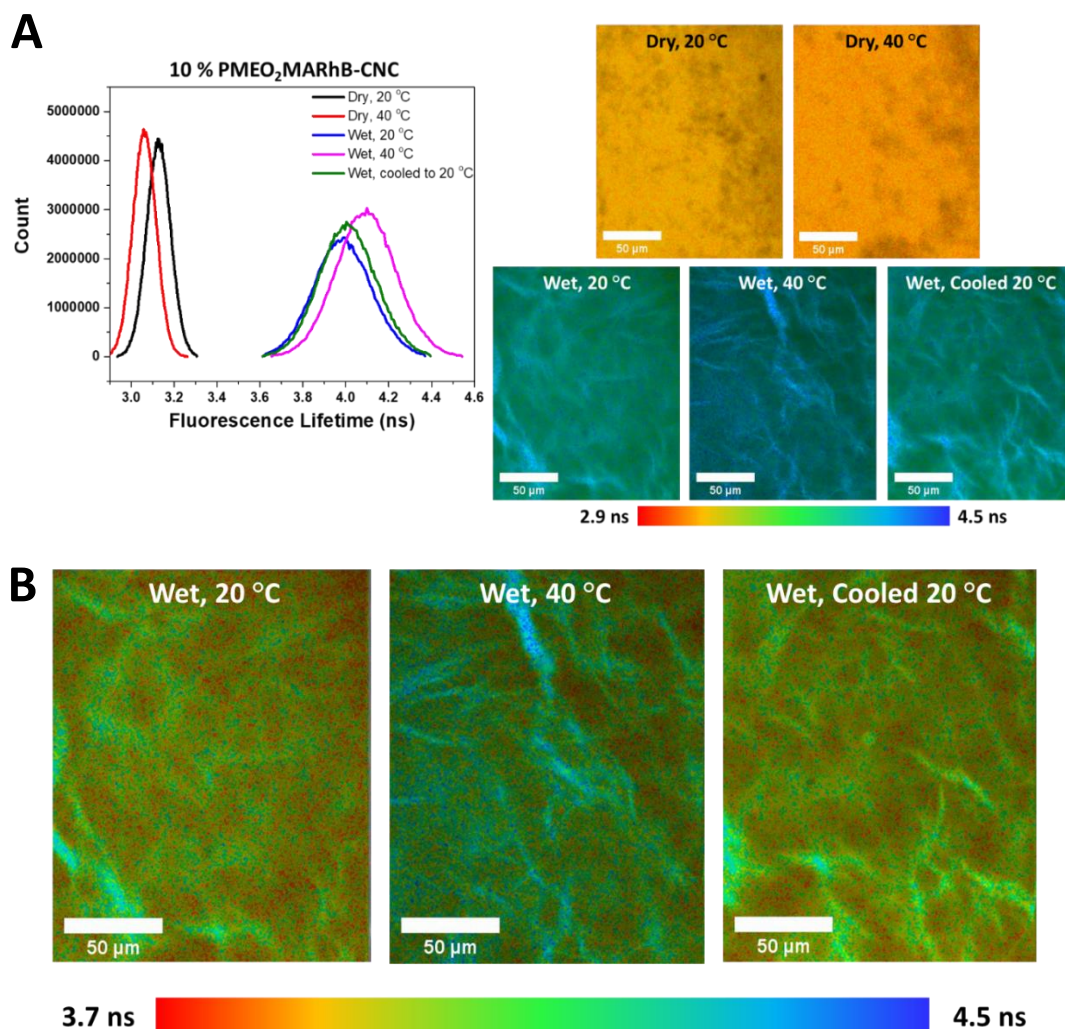 A
10 % PMEO₂MARhB-CNC
Dry, 20 °C
Dry, 40 °C
Wet, 20 °C
Wet, 40 °C
Wet, cooled to 20 °C
Count
5000000
4000000
3000000
2000000
1000000
0
3.0 3.2 3.4 3.6 3.8 4.0 4.2 4.4 4.6
Fluorescence Lifetime (ns)
Dry, 20 °C
50 µm
Dry, 40 °C
50 µm
Wet, 20 °C
50 µm
Wet, 40 °C
50 µm
Wet, Cooled 20 °C
50 µm
2.9 ns 4.5 ns
B
Wet, 20 °C
50 µm
Wet, 40 °C
50 µm
Wet, Cooled 20 °C
50 µm
3.7 ns 4.5 ns